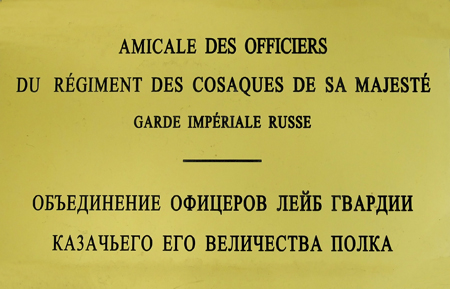 AMICALE DES OFFICIERS
DU RÉGIMENT DES COSAQUES DE SA MAJESTÉ
GARDE IMPÉRIALE RUSSE
ОБЪЕДИНЕНИЕ ОФИЦЕРОВ ЛЕЙБ ГВАРДИИ
КАЗАЧЬЕГО ЕГО ВЕЛИЧЕСТВА ПОЛКА